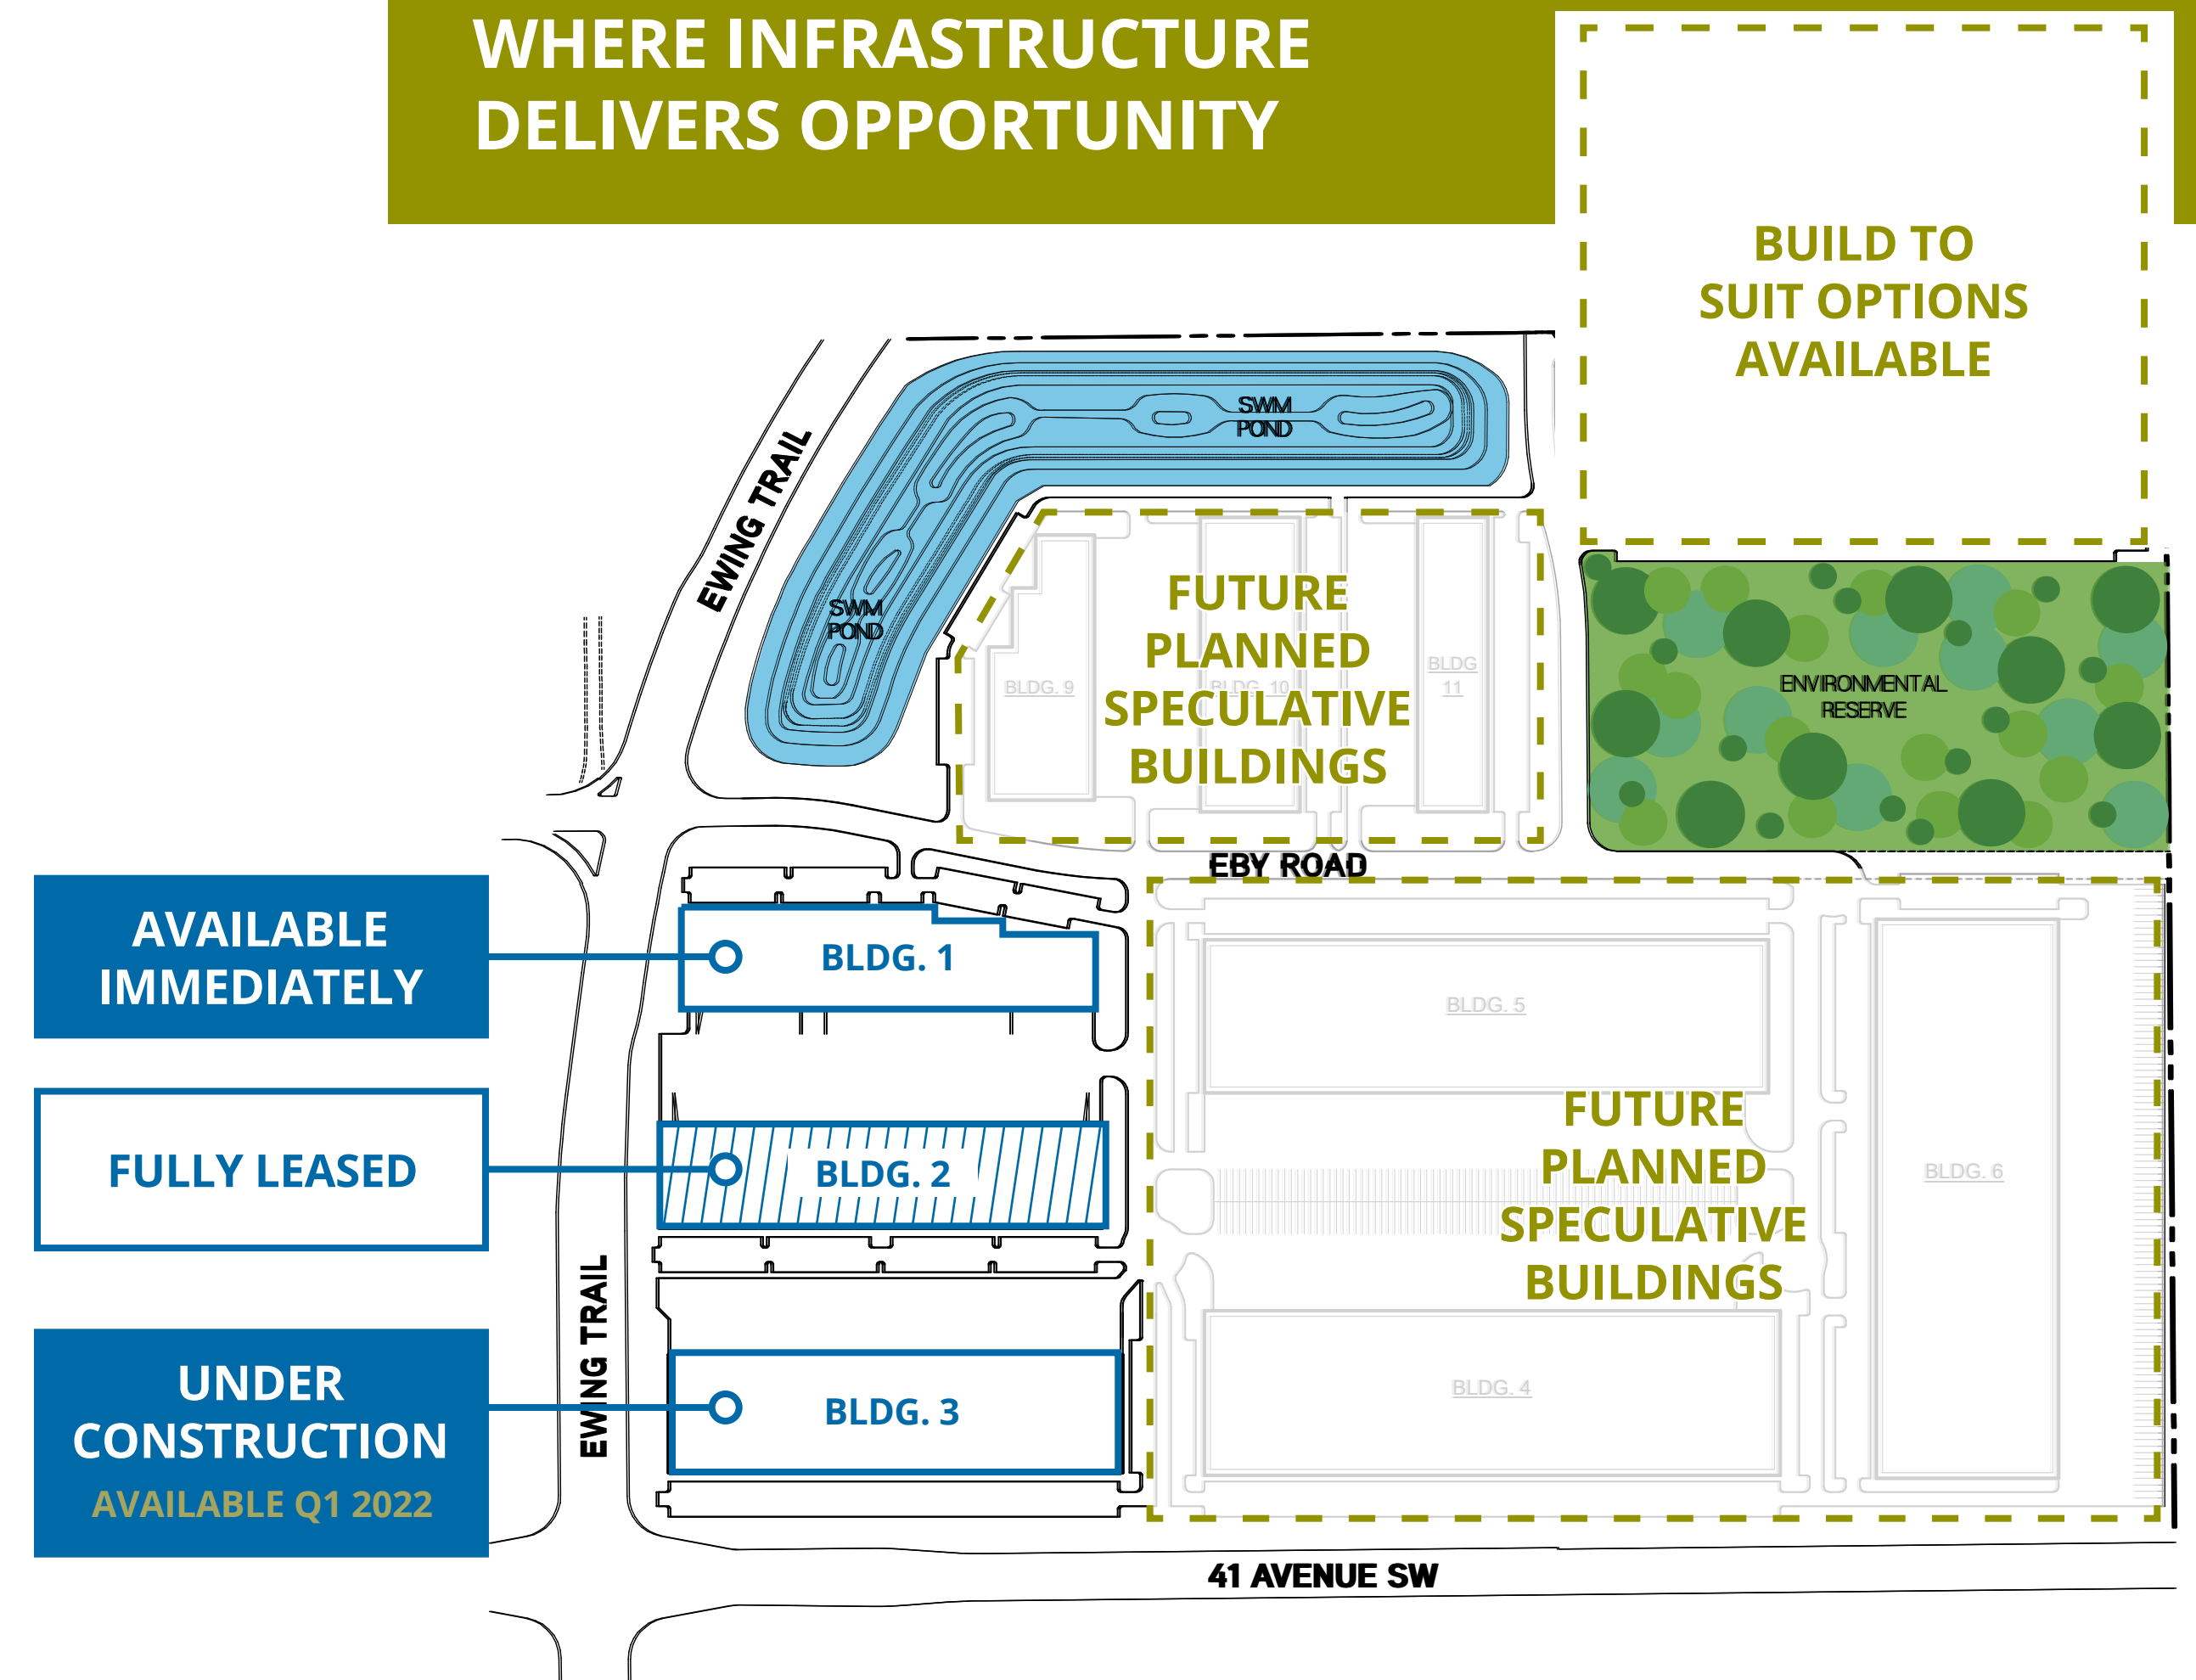 WHERE INFRASTRUCTURE
DELIVERS OPPORTUNITY
BUILD TO
SUIT OPTIONS
AVAILABLE
SWM
POND
EWING TRAIL
SWM
POND
FUTURE
PLANNED
SPECULATIVE
BUILDINGS
BLDG. 9
BLDG. 10
BLDG
11
ENVIRONMENTAL
RESERVE
EBY ROAD
AVAILABLE
IMMEDIATELY
BLDG. 1
BLDG. 5
FULLY LEASED
BLDG. 2
FUTURE
PLANNED
SPECULATIVE
BUILDINGS
BLDG. 6
EWING TRAIL
UNDER
CONSTRUCTION
AVAILABLE Q1 2022
BLDG. 3
BLDG. 4
41 AVENUE SW